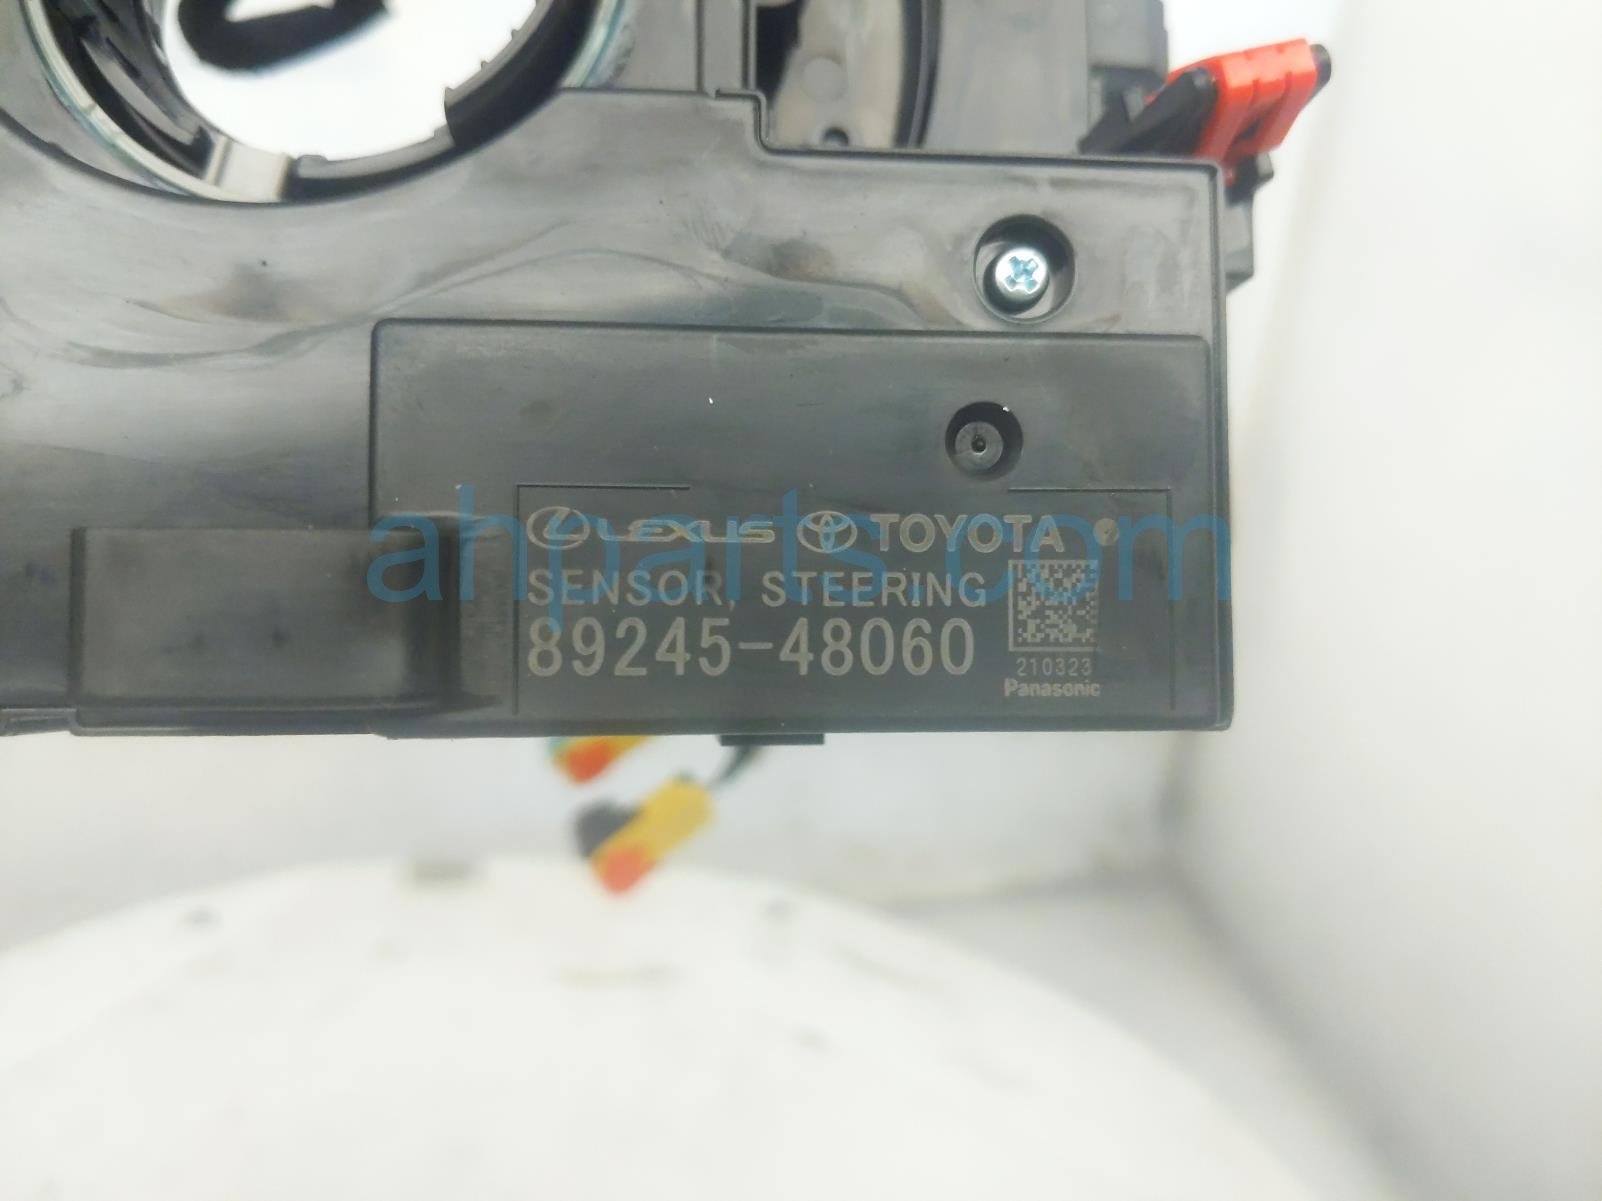 LEXUS TOYOTA
SENSOR, STEERING
89245-48060
210323
Panasonic
ahparts.com